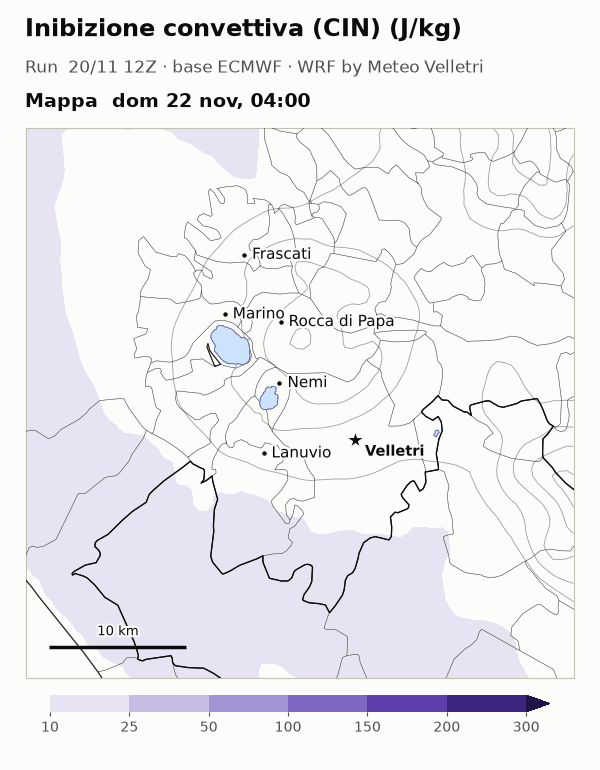 Inibizione convettiva (CIN) (J/kg)
Run  20/11 12Z · base ECMWF · WRF by Meteo Velletri
Mappa  dom 22 nov, 04:00
Frascati
Marino
Rocca di Papa
Nemi
Velletri
Lanuvio
10 km
10 25 50 100 150 200 300